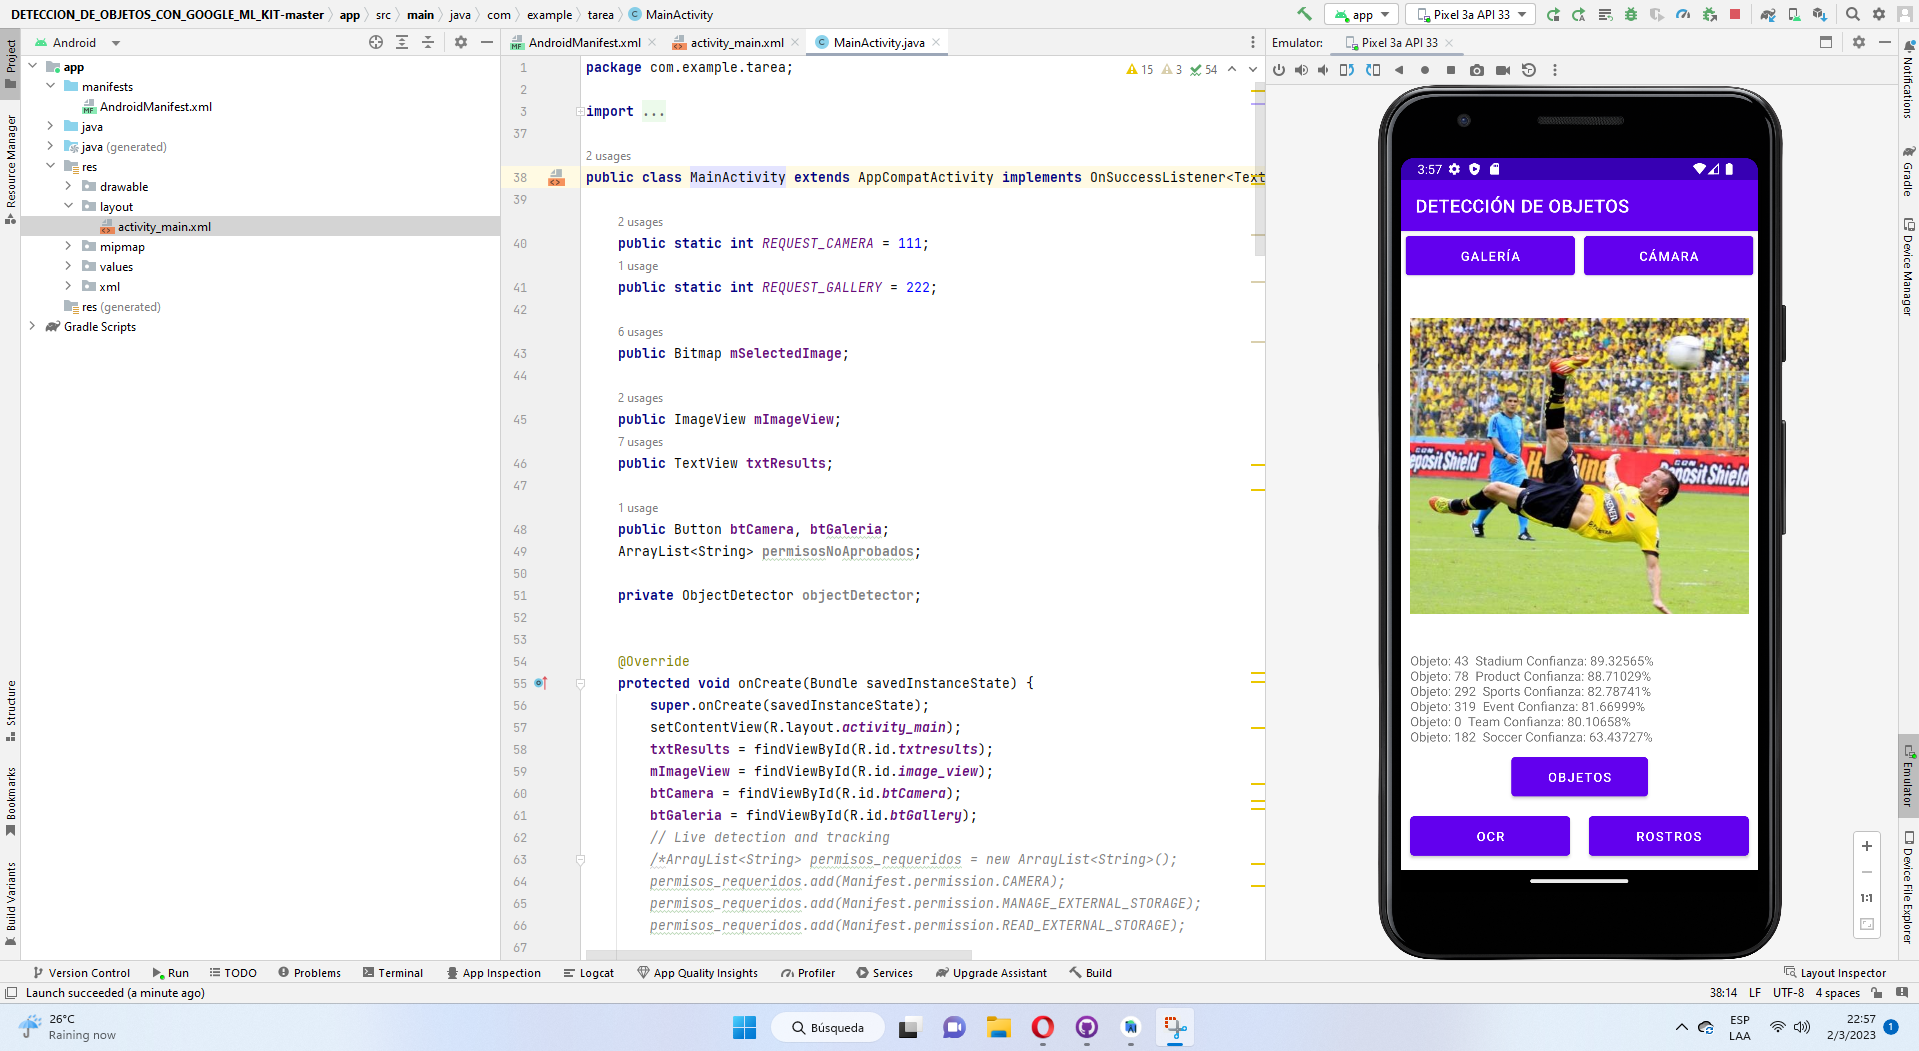 DETECCION_DE_OBJETOS_CON_GOOGLE_ML_KIT-master 〉 app 〉 src 〉 main 〉 java 〉 com 〉 example 〉 tarea 〉 MainActivity
app
Pixel 3a API 33
Android
AndroidManifest.xml
activity_main.xml
MainActivity.java
Emulator:
Pixel 3a API 33
Project
Resource Manager
Structure
Bookmarks
Build Variants
app
manifests
AndroidManifest.xml
java
java (generated)
res
drawable
layout
activity_main.xml
mipmap
values
xml
res (generated)
Gradle Scripts
15 3 54
1 package com.example.tarea;
2
3 import ...
37
2 usages
38 public class MainActivity extends AppCompatActivity implements OnSuccessListener<Text
39
2 usages
40 public static int REQUEST_CAMERA = 111;
1 usage
41 public static int REQUEST_GALLERY = 222;
42
6 usages
43 public Bitmap mSelectedImage;
44
2 usages
45 public ImageView mImageView;
7 usages
46 public TextView txtResults;
47
1 usage
48 public Button btCamera, btGaleria;
49 ArrayList<String> permisosNoAprobados;
50
51 private ObjectDetector objectDetector;
52
53
54 @Override
55 protected void onCreate(Bundle savedInstanceState) {
56 super.onCreate(savedInstanceState);
57 setContentView(R.layout.activity_main);
58 txtResults = findViewById(R.id.txtresults);
59 mImageView = findViewById(R.id.image_view);
60 btCamera = findViewById(R.id.btCamera);
61 btGaleria = findViewById(R.id.btGallery);
62 // Live detection and tracking
63 /*ArrayList<String> permisos_requeridos = new ArrayList<String>();
64 permisos_requeridos.add(Manifest.permission.CAMERA);
65 permisos_requeridos.add(Manifest.permission.MANAGE_EXTERNAL_STORAGE);
66 permisos_requeridos.add(Manifest.permission.READ_EXTERNAL_STORAGE);
67
3:57
DETECCIÓN DE OBJETOS
GALERÍA
CÁMARA
Deposit Shield
Deposit Shield
PILSENER
Objeto: 43 Stadium Confianza: 89.32565%
Objeto: 78 Product Confianza: 88.71029%
Objeto: 292 Sports Confianza: 82.78741%
Objeto: 319 Event Confianza: 81.66999%
Objeto: 0 Team Confianza: 80.10658%
Objeto: 182 Soccer Confianza: 63.43727%
OBJETOS
OCR
ROSTROS
1:1
Notifications
Gradle
Device Manager
Emulator
Device File Explorer
Version Control
Run
TODO
Problems
Terminal
App Inspection
Logcat
App Quality Insights
Profiler
Services
Upgrade Assistant
Build
Layout Inspector
Launch succeeded (a minute ago)
38:14 LF UTF-8 4 spaces
26°C
Raining now
Búsqueda
ESP
LAA
22:57
2/3/2023
1